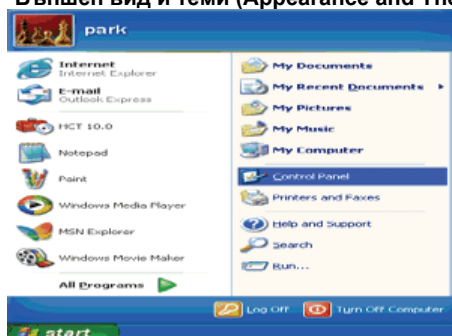 Външен вид и теми (Appearance and The
park
Internet
Internet Explorer
E-mail
Outlook Express
HCT 10.0
Notepad
Paint
Windows Media Player
MSN Explorer
Windows Movie Maker
All Programs
My Documents
My Recent Documents
My Pictures
My Music
My Computer
Control Panel
Printers and Faxes
Help and Support
Search
Run...
Log Off
Turn Off Computer
start